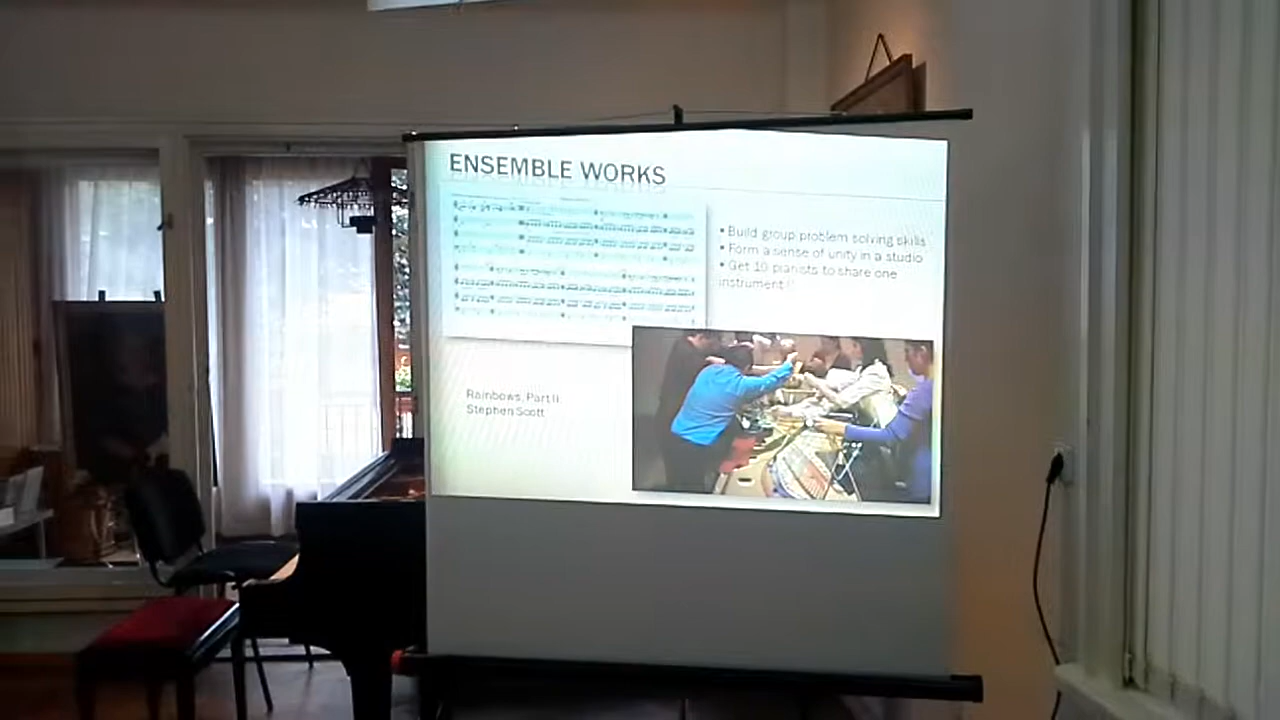 ENSEMBLE WORKS
• Build group problem solving skills
• Form a sense of unity in a studio
• Get 10 pianists to share one
instrument!!
Rainbows, Part II,
Stephen Scott